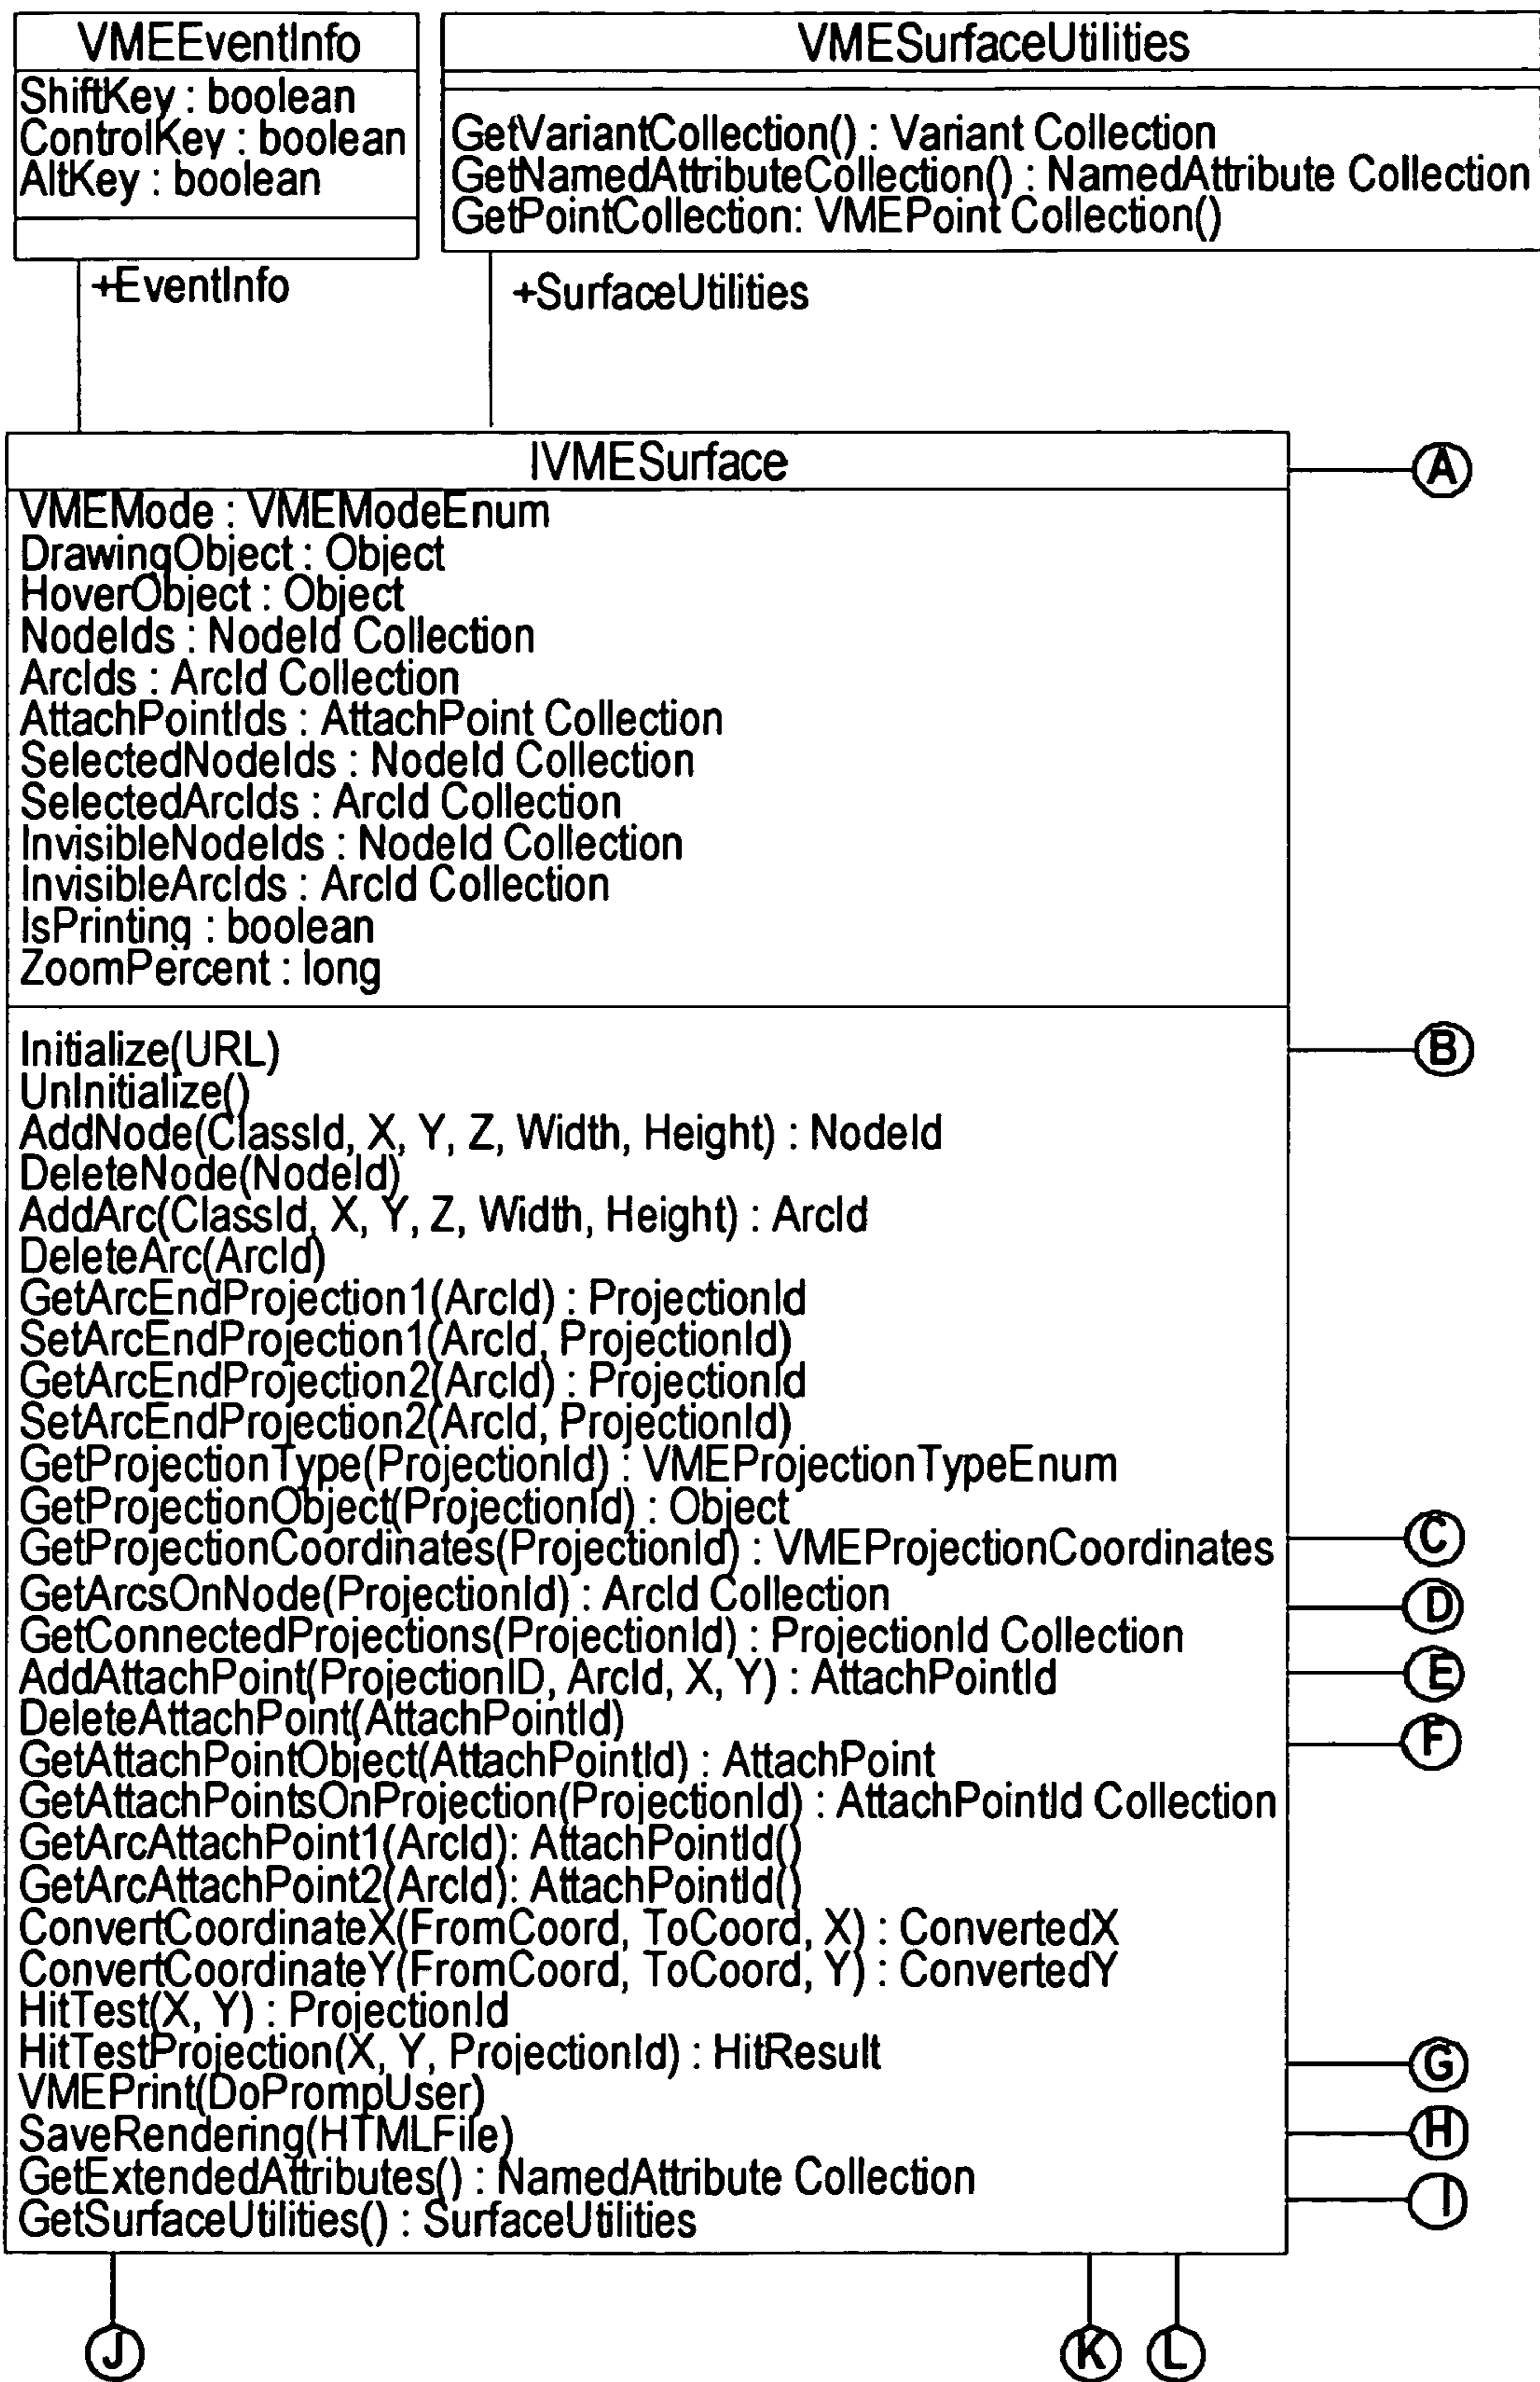 VMEEventInfo
ShiftKey : boolean
ControlKey : boolean
AltKey : boolean
VMESurfaceUtilities
GetVariantCollection() : Variant Collection
GetNamedAttributeCollection() : NamedAttribute Collection
GetPointCollection: VMEPoint Collection()
+EventInfo
+SurfaceUtilities
IVMESurface
A
VMEMode : VMEModeEnum
DrawingObject : Object
HoverObject : Object
NodeIds : NodeId Collection
ArcIds : ArcId Collection
AttachPointIds : AttachPoint Collection
SelectedNodeIds : NodeId Collection
SelectedArcIds : ArcId Collection
InvisibleNodeIds : NodeId Collection
InvisibleArcIds : ArcId Collection
IsPrinting : boolean
ZoomPercent : long
Initialize(URL)
B
UnInitialize()
AddNode(ClassId, X, Y, Z, Width, Height) : NodeId
DeleteNode(NodeId)
AddArc(ClassId, X, Y, Z, Width, Height) : ArcId
DeleteArc(ArcId)
GetArcEndProjection1(ArcId) : ProjectionId
SetArcEndProjection1(ArcId, ProjectionId)
GetArcEndProjection2(ArcId) : ProjectionId
SetArcEndProjection2(ArcId, ProjectionId)
GetProjectionType(ProjectionId) : VMEProjectionTypeEnum
GetProjectionObject(ProjectionId) : Object
GetProjectionCoordinates(ProjectionId) : VMEProjectionCoordinates
C
GetArcsOnNode(ProjectionId) : ArcId Collection
D
GetConnectedProjections(ProjectionId) : ProjectionId Collection
AddAttachPoint(ProjectionID, ArcId, X, Y) : AttachPointId
E
DeleteAttachPoint(AttachPointId)
F
GetAttachPointObject(AttachPointId) : AttachPoint
GetAttachPointsOnProjection(ProjectionId) : AttachPointId Collection
GetArcAttachPoint1(ArcId): AttachPointId()
GetArcAttachPoint2(ArcId): AttachPointId()
ConvertCoordinateX(FromCoord, ToCoord, X) : ConvertedX
ConvertCoordinateY(FromCoord, ToCoord, Y) : ConvertedY
HitTest(X, Y) : ProjectionId
HitTestProjection(X, Y, ProjectionId) : HitResult
G
VMEPrint(DoPrompUser)
SaveRendering(HTMLFile)
H
GetExtendedAttributes() : NamedAttribute Collection
I
GetSurfaceUtilities() : SurfaceUtilities
J
K
L